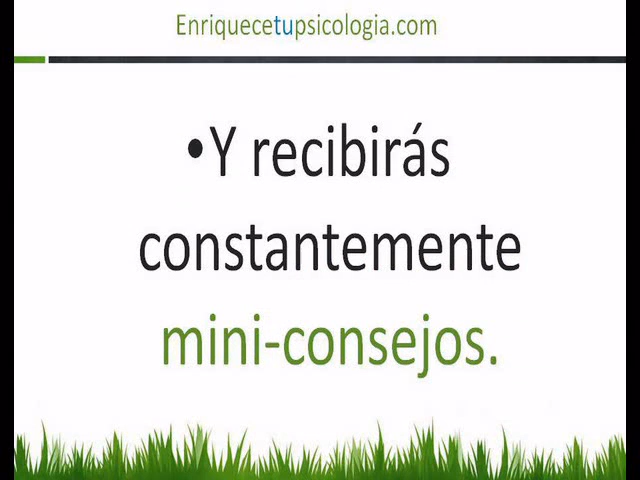 Enriquecetupsicologia.com
•Y recibirás
constantemente
mini-consejos.